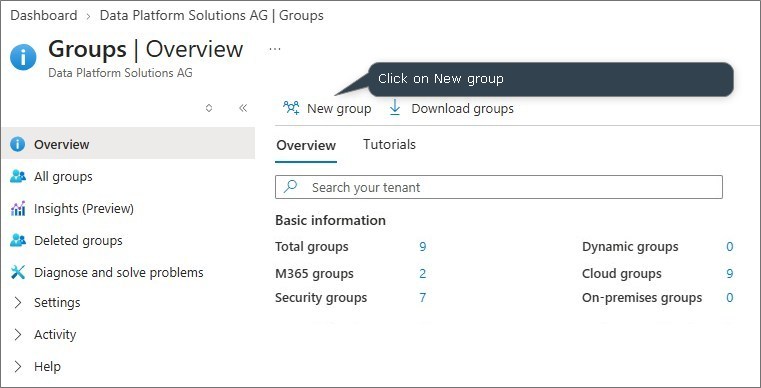 Dashboard > Data Platform Solutions AG | Groups
Groups | Overview ...
Data Platform Solutions AG
Click on New group
New group Download groups
Overview
All groups
Insights (Preview)
Deleted groups
Diagnose and solve problems
Settings
Activity
Help
Overview Tutorials
Search your tenant
Basic information
Total groups 9 Dynamic groups 0
M365 groups 2 Cloud groups 9
Security groups 7 On-premises groups 0